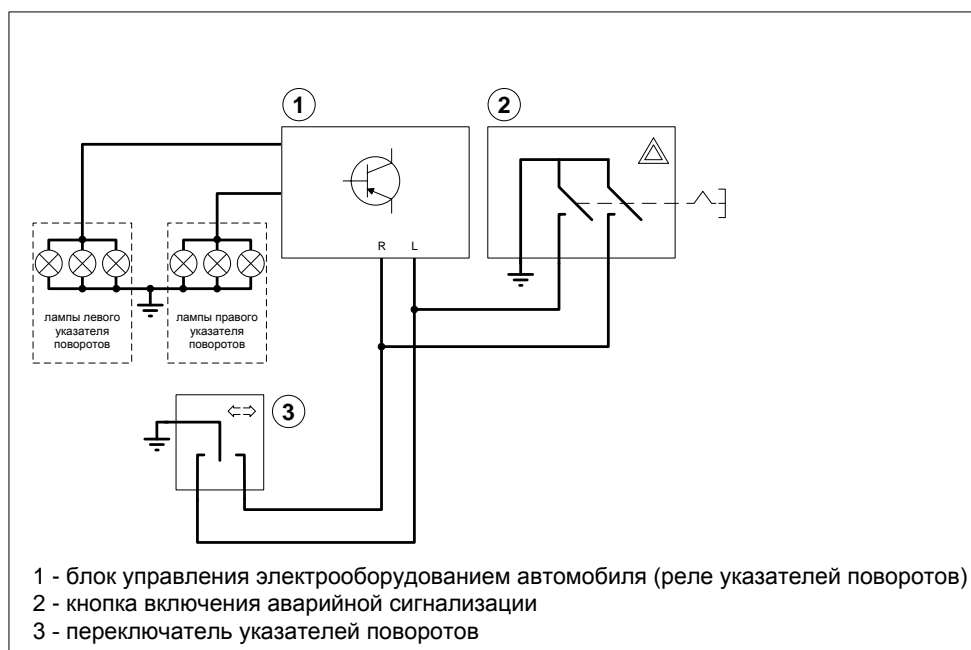 1
2
R L
лампы левого
указателя
поворотов
лампы правого
указателя
поворотов
3
1 - блок управления электрооборудованием автомобиля (реле указателей поворотов)
2 - кнопка включения аварийной сигнализации
3 - переключатель указателей поворотов